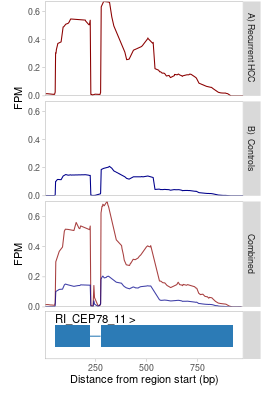 0.6
0.4
0.2
0.0
A) Recurrent HCC
FPM
0.6
0.4
0.2
0.0
B) Controls
0.6
0.4
0.2
0.0
FPM
Combined
RI_CEP78_11 >
250
500
750
Distance from region start (bp)